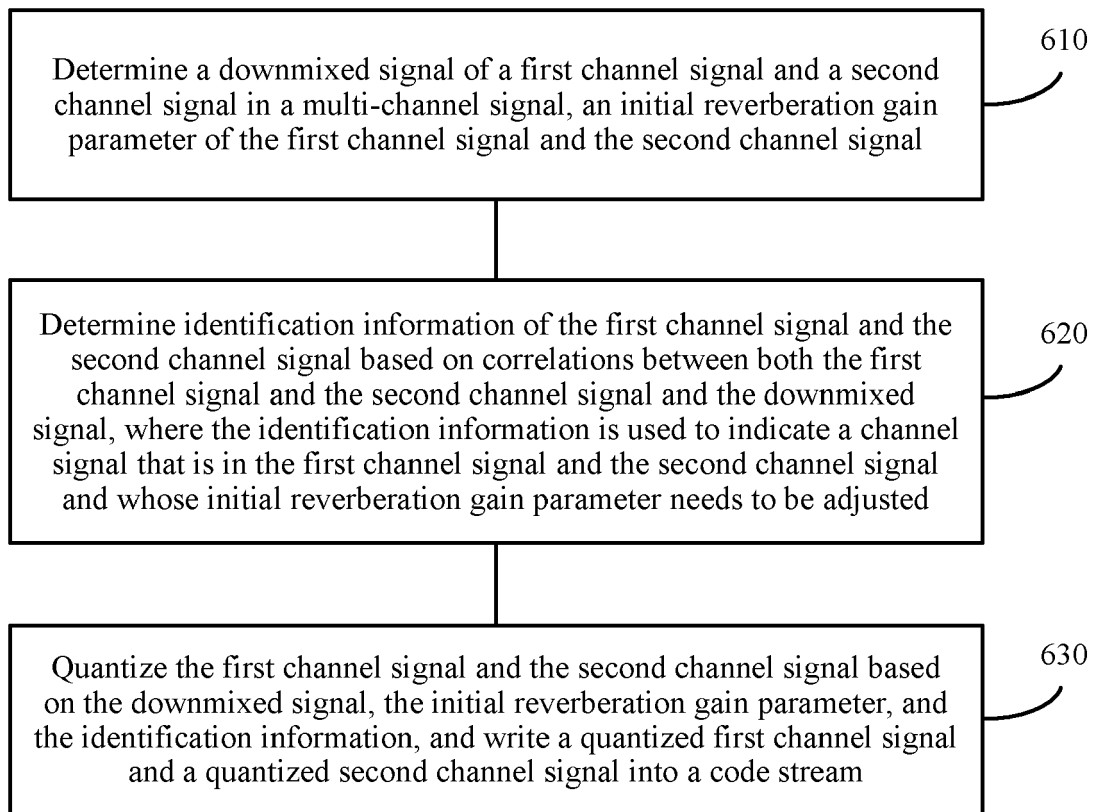 610
Determine a downmixed signal of a first channel signal and a second
channel signal in a multi-channel signal, an initial reverberation gain
parameter of the first channel signal and the second channel signal
620
Determine identification information of the first channel signal and the
second channel signal based on correlations between both the first
channel signal and the second channel signal and the downmixed
signal, where the identification information is used to indicate a channel
signal that is in the first channel signal and the second channel signal
and whose initial reverberation gain parameter needs to be adjusted
630
Quantize the first channel signal and the second channel signal based
on the downmixed signal, the initial reverberation gain parameter, and
the identification information, and write a quantized first channel signal
and a quantized second channel signal into a code stream